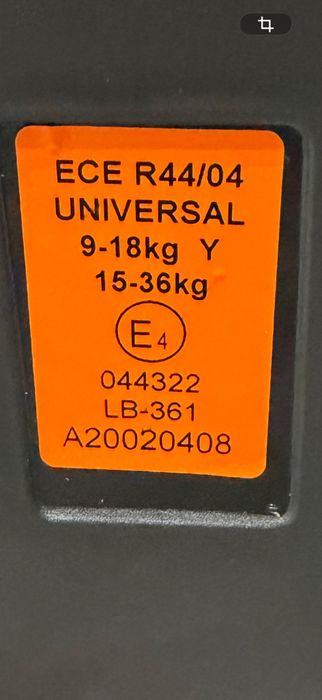 ECE R44/04
UNIVERSAL
9-18kg Y
15-36kg
E4
044322
LB-361
A20020408